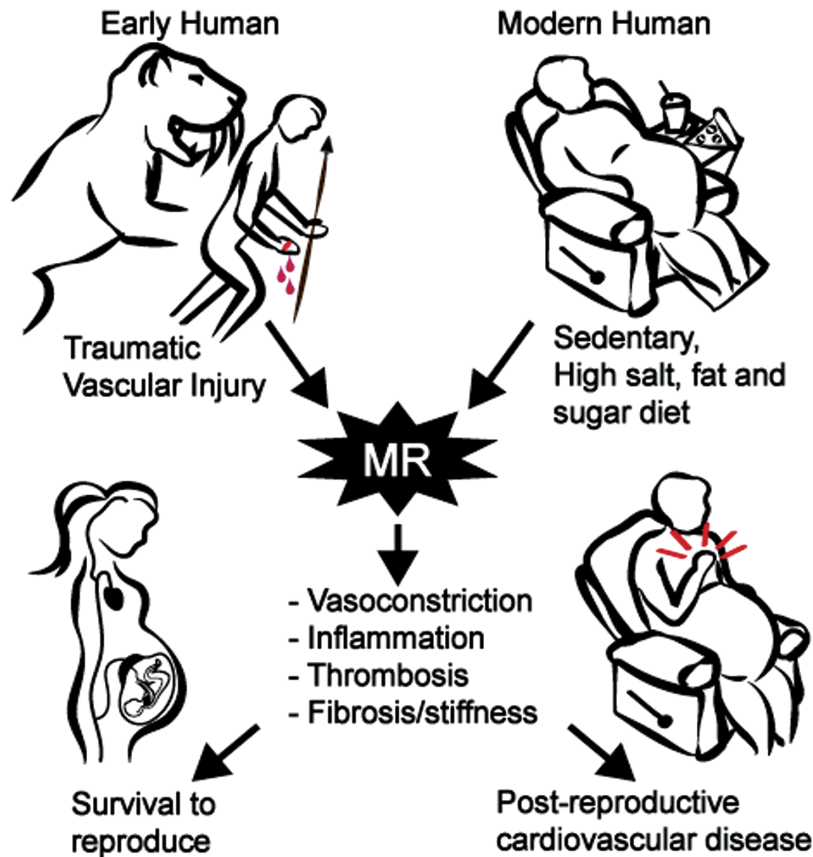 Early Human
Modern Human
Traumatic
Vascular Injury
Sedentary,
High salt, fat and
sugar diet
MR
- Vasoconstriction
- Inflammation
- Thrombosis
- Fibrosis/stiffness
Survival to
reproduce
Post-reproductive
cardiovascular disease